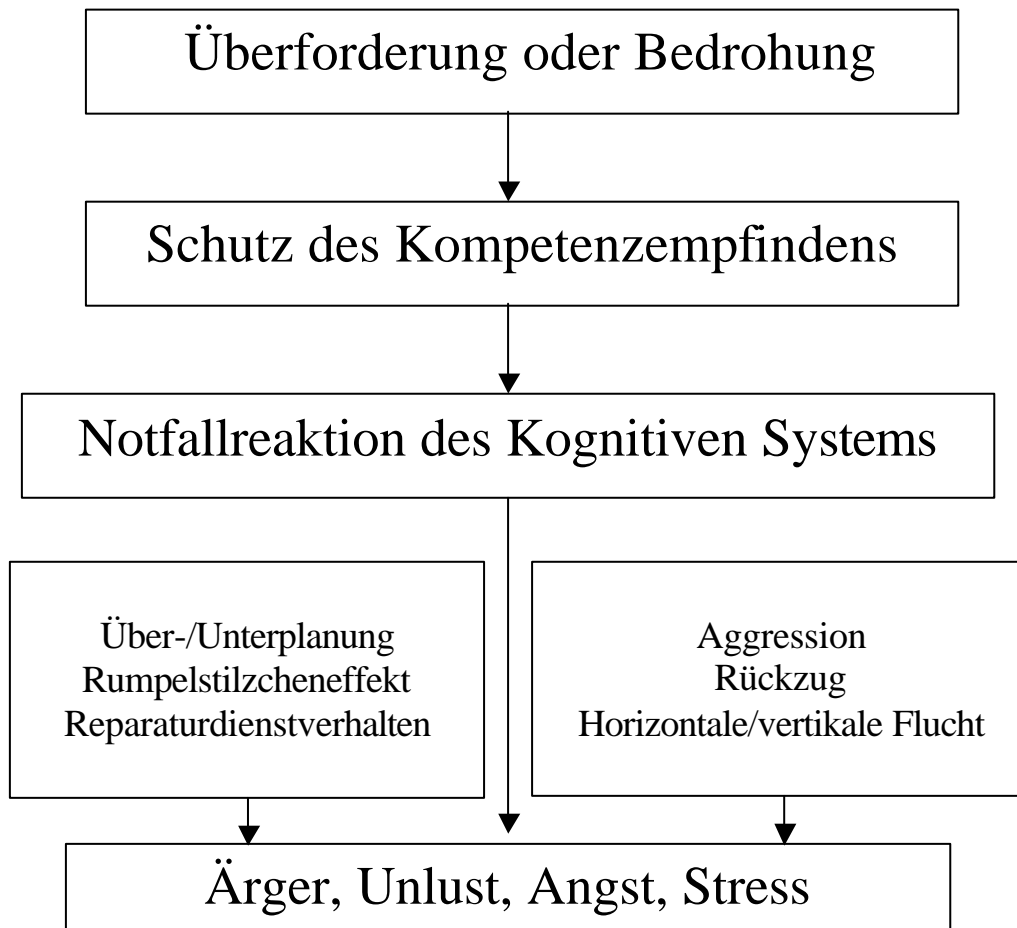 Überforderung oder Bedrohung
Schutz des Kompetenzempfindens
Notfallreaktion des Kognitiven Systems
Über-/Unterplanung
Rumpelstilzcheneffekt
Reparaturdienstverhalten
Aggression
Rückzug
Horizontale/vertikale Flucht
Ärger, Unlust, Angst, Stress